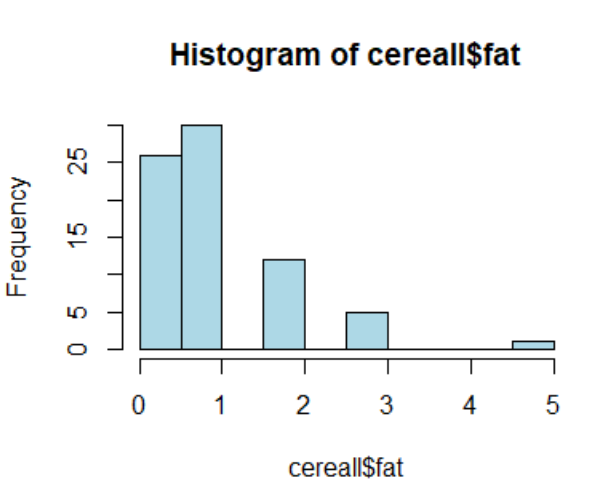 Histogram of cereall$fat
Frequency
25
15
5
0
0 1 2 3 4 5
cereall$fat